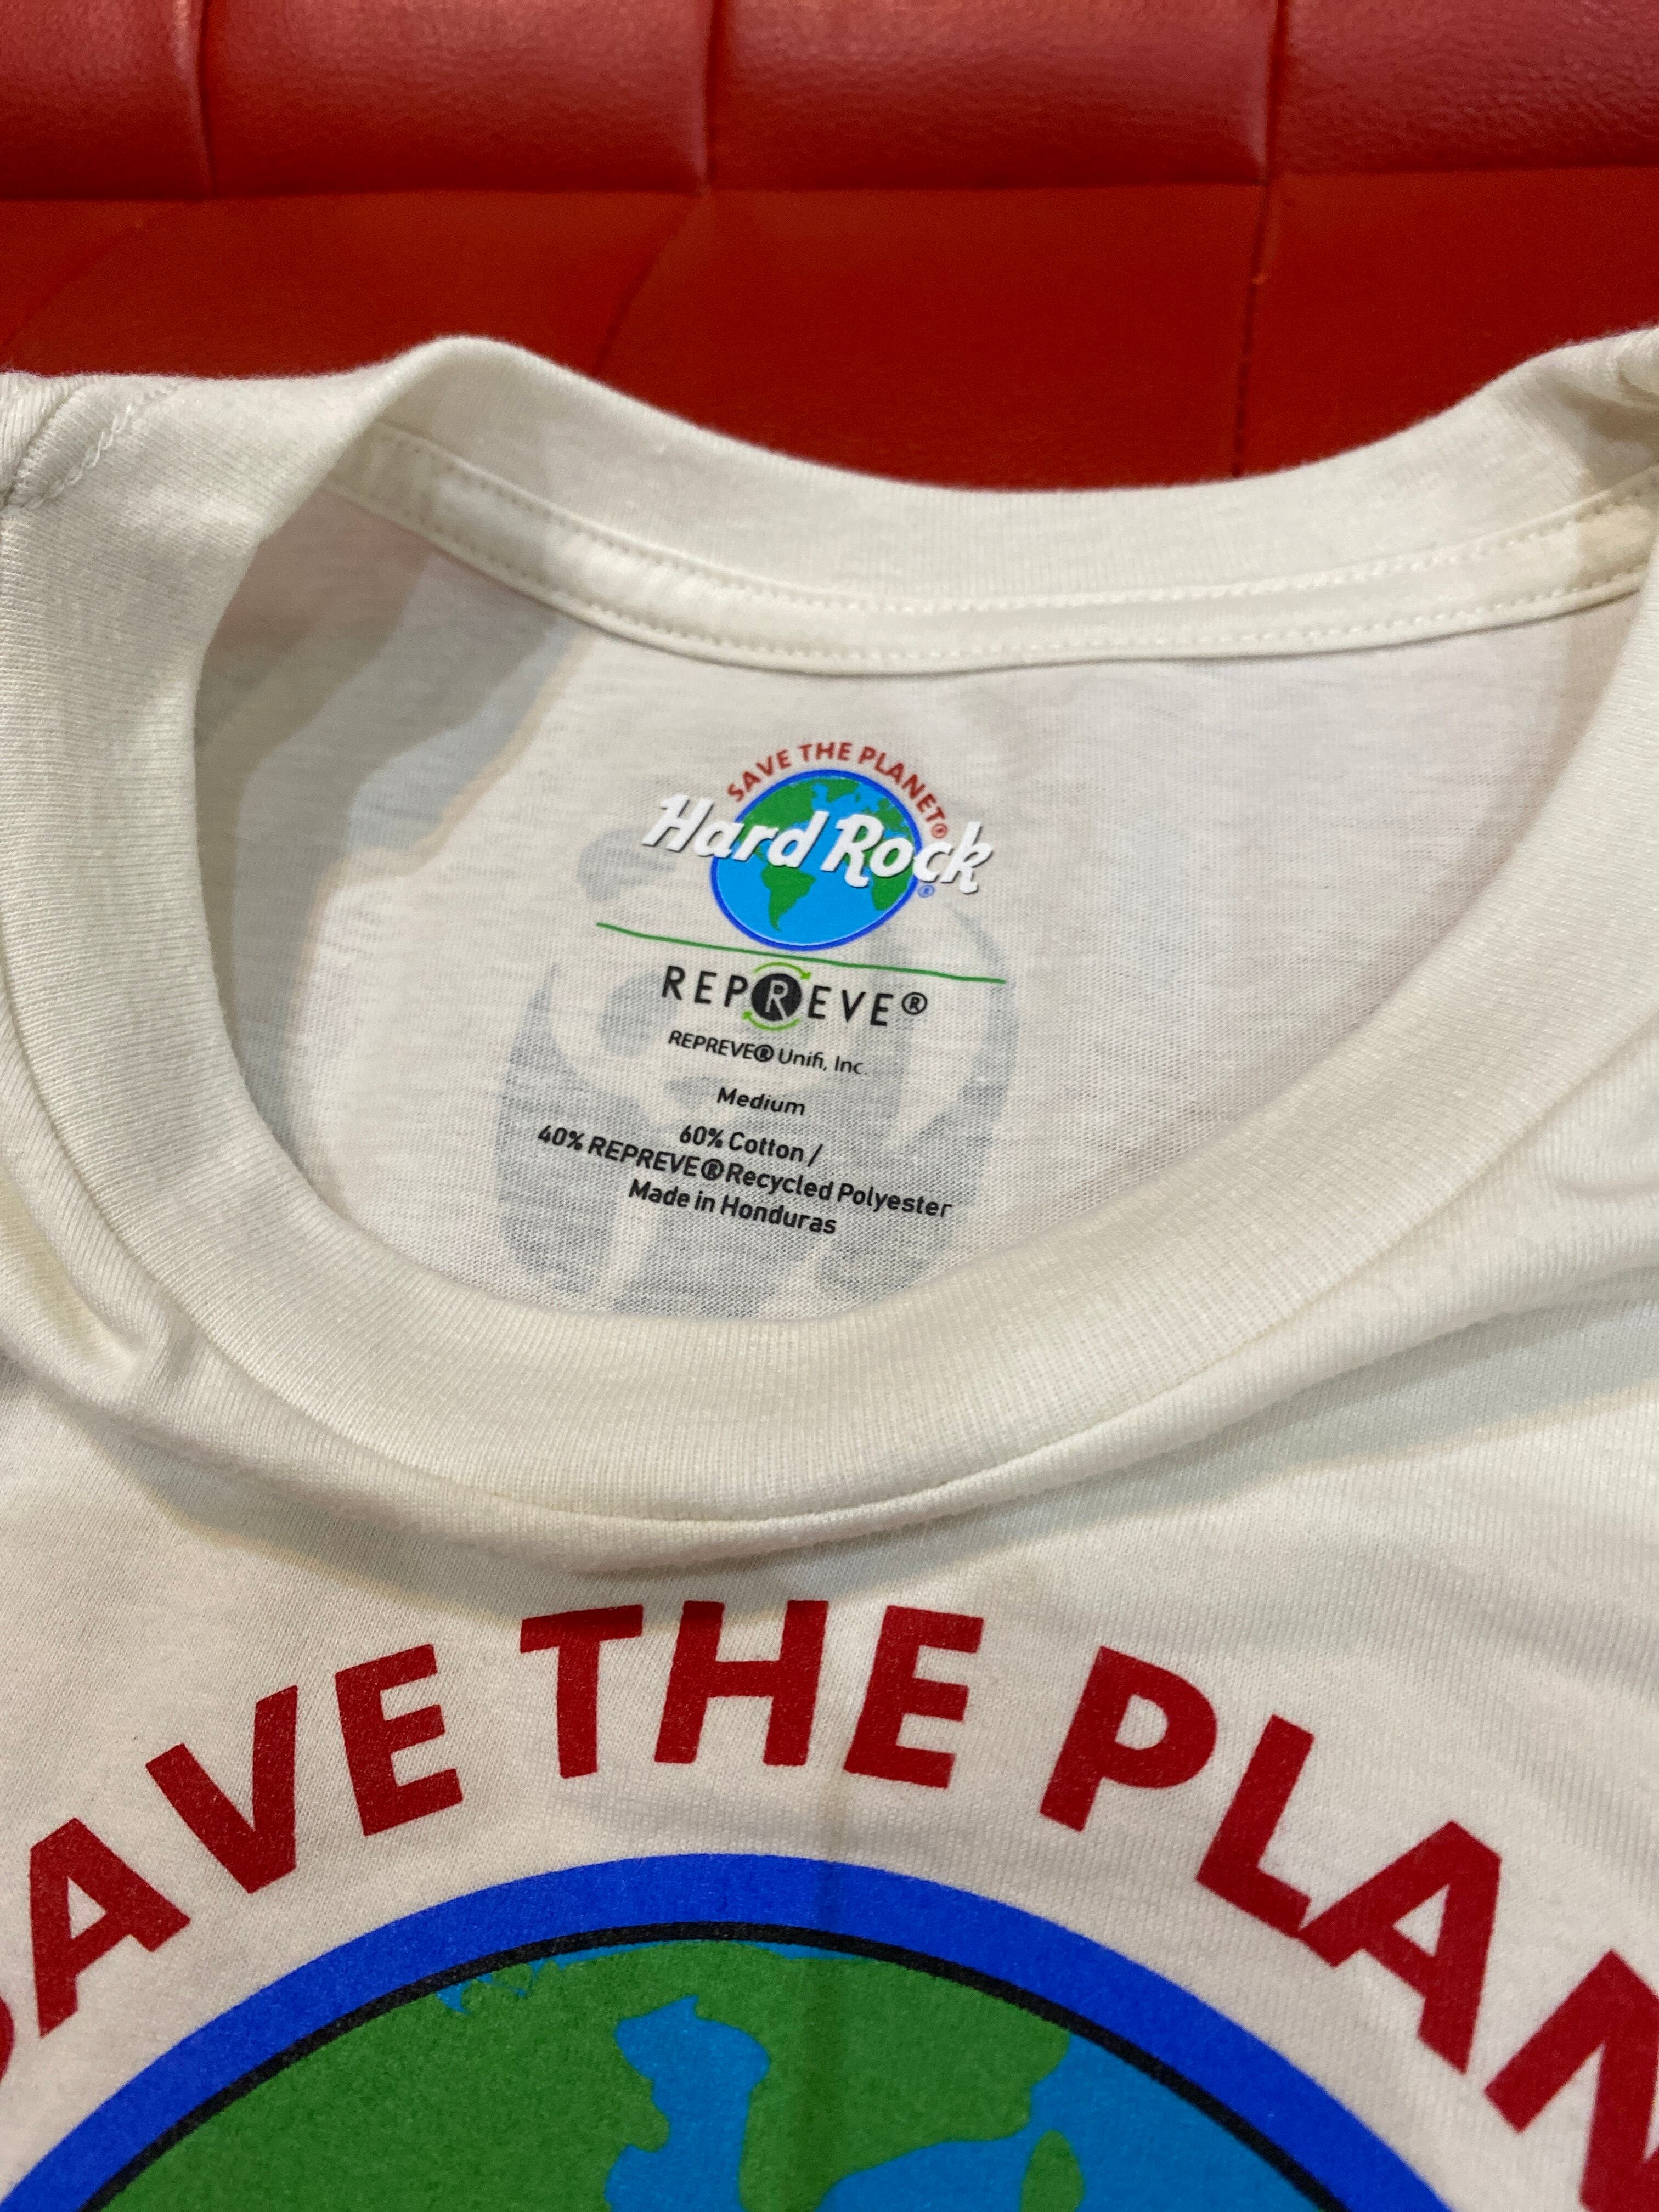 SAVE THE PLANET®
Hard Rock®
REPREVE®
REPREVE® Unifi, Inc.
Medium
60% Cotton /
40% REPREVE® Recycled Polyester
Made in Honduras
SAVE THE PLAN